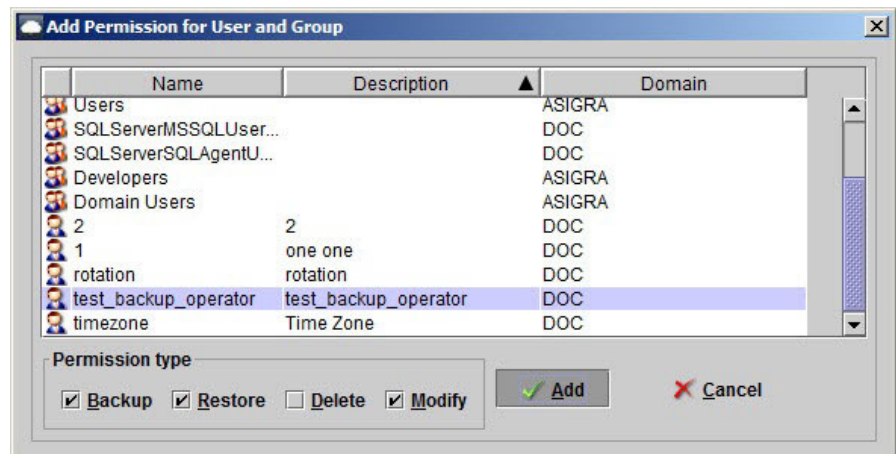 Add Permission for User and Group
Name Description Domain
Users ASIGRA
SQLServerMSSQLUser... DOC
SQLServerSQLAgentU... DOC
Developers ASIGRA
Domain Users ASIGRA
2 2 DOC
1 one one DOC
rotation rotation DOC
test_backup_operator test_backup_operator DOC
timezone Time Zone DOC
Permission type
Backup Restore Delete Modify Add Cancel